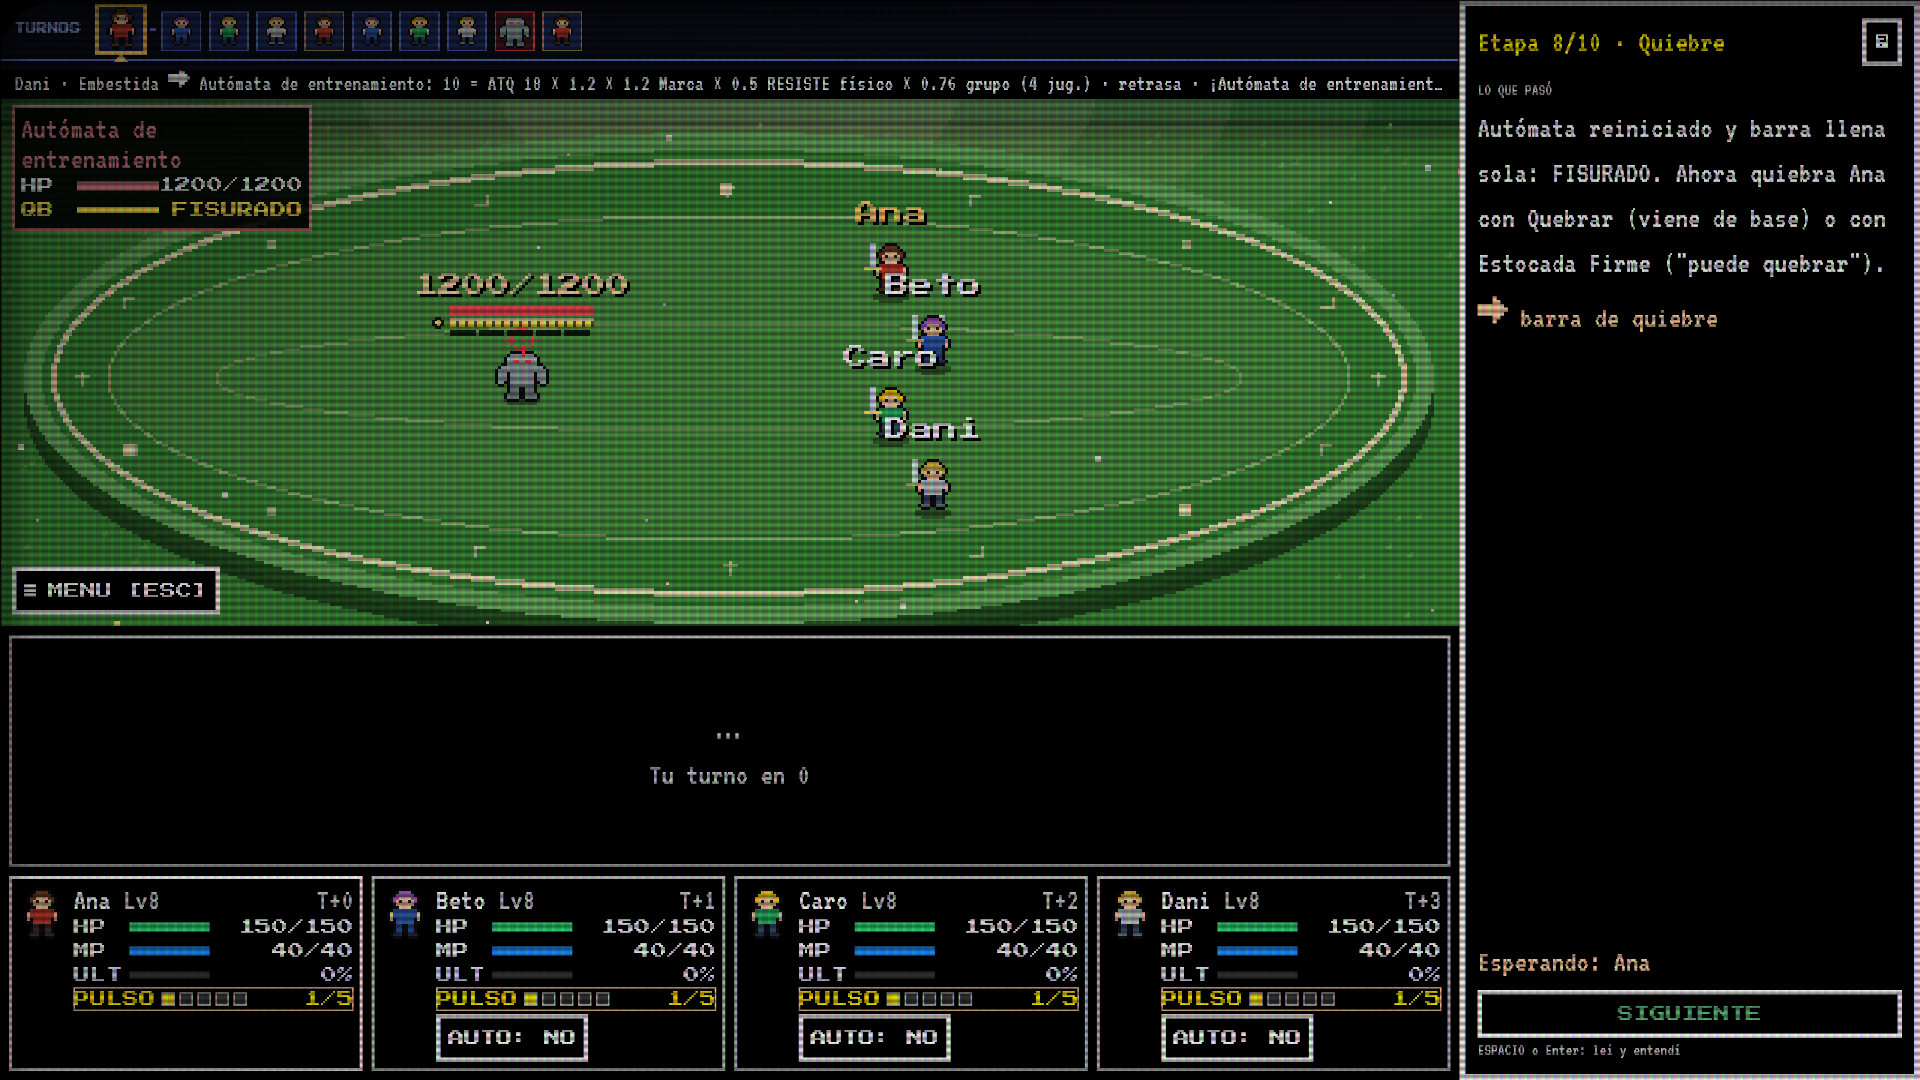 TURNOS
Dani · Embestida ➡ Autómata de entrenamiento: 10 = ATQ 18 X 1.2 X 1.2 Marca X 0.5 RESISTE físico X 0.76 grupo (4 jug.) · retrasa · ¡Autómata de entrenamient…
Autómata de
entrenamiento
HP 1200/1200
QB FISURADO
Ana
1200/1200
Beto
Caro
Dani
≡ MENU [ESC]
...
Tu turno en 0
Ana Lv8 T+0
HP 150/150
MP 40/40
ULT 0%
PULSO 1/5
Beto Lv8 T+1
HP 150/150
MP 40/40
ULT 0%
PULSO 1/5
AUTO: NO
Caro Lv8 T+2
HP 150/150
MP 40/40
ULT 0%
PULSO 1/5
AUTO: NO
Dani Lv8 T+3
HP 150/150
MP 40/40
ULT 0%
PULSO 1/5
AUTO: NO
Etapa 8/10 · Quiebre
LO QUE PASÓ
Autómata reiniciado y barra llena
sola: FISURADO. Ahora quiebra Ana
con Quebrar (viene de base) o con
Estocada Firme ("puede quebrar").
➡ barra de quiebre
Esperando: Ana
SIGUIENTE
ESPACIO o Enter: leí y entendí